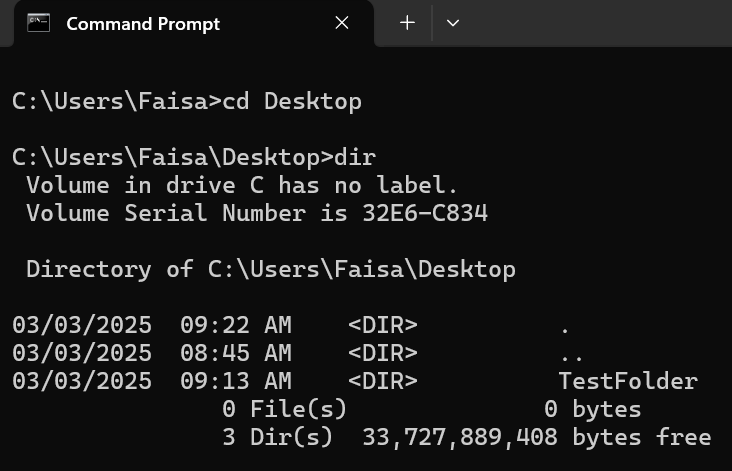 Command Prompt
C:\Users\Faisa>cd Desktop
C:\Users\Faisa\Desktop>dir
 Volume in drive C has no label.
 Volume Serial Number is 32E6-C834
 Directory of C:\Users\Faisa\Desktop
03/03/2025  09:22 AM    <DIR>          .
03/03/2025  08:45 AM    <DIR>          ..
03/03/2025  09:13 AM    <DIR>          TestFolder
               0 File(s)              0 bytes
               3 Dir(s)  33,727,889,408 bytes free